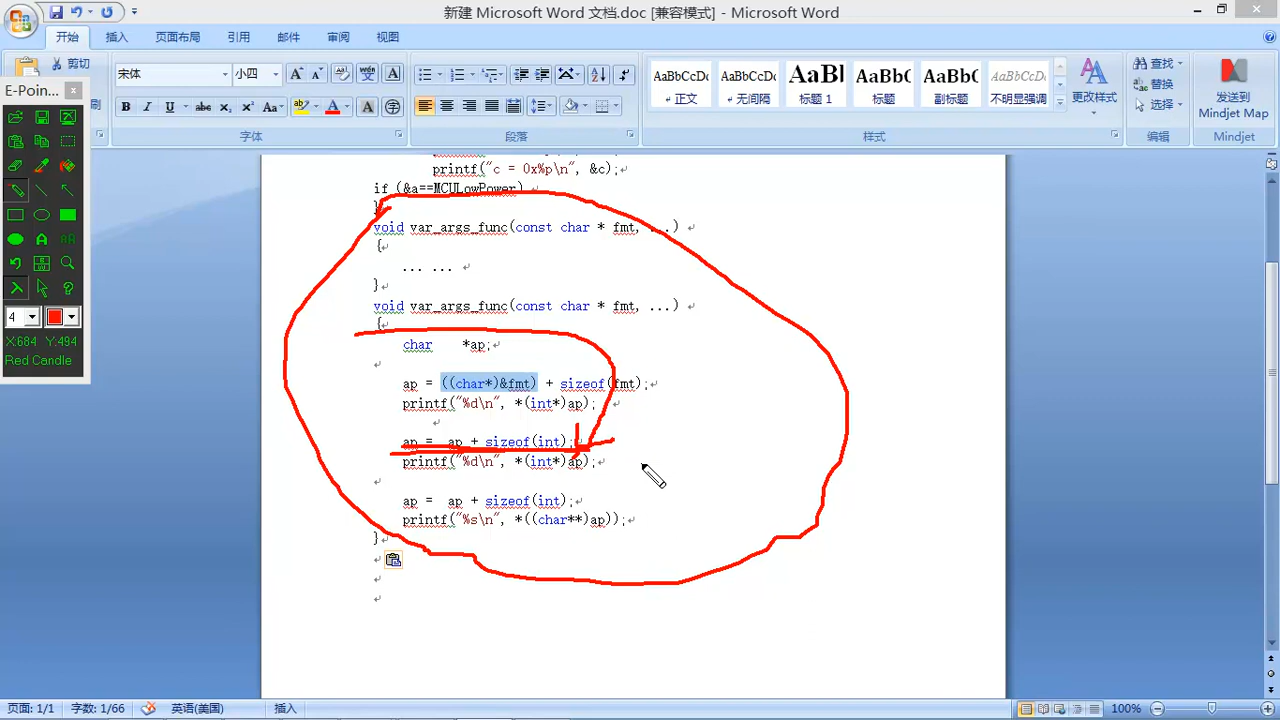 新建 Microsoft Word 文档.doc [兼容模式] - Microsoft Word
开始 插入 页面布局 引用 邮件 审阅 视图
剪切
宋体 小四
AaBbCcDc AaBbCcDc AaBbCcDc AaBbC AaBbC AaBbCcDc
正文 无间隔 标题 1 标题 副标题 不明显强调
更改样式
查找
替换
选择
发送到
Mindjet Map
字体 段落 样式 编辑 Mindjet
E-Poin...
4
X:684 Y:494
Red Candle
printf("c = 0x%p\n", &c);
if (&a==MCULowPower)
}
void var_args_func(const char * fmt, ...)
{
... ...
}
void var_args_func(const char * fmt, ...)
{
char *ap;
ap = ((char*)&fmt) + sizeof(fmt);
printf("%d\n", *(int*)ap);
ap = ap + sizeof(int);
printf("%d\n", *(int*)ap);
ap = ap + sizeof(int);
printf("%s\n", *((char**)ap));
}
页面: 1/1 字数: 1/66 英语(美国) 插入 100%